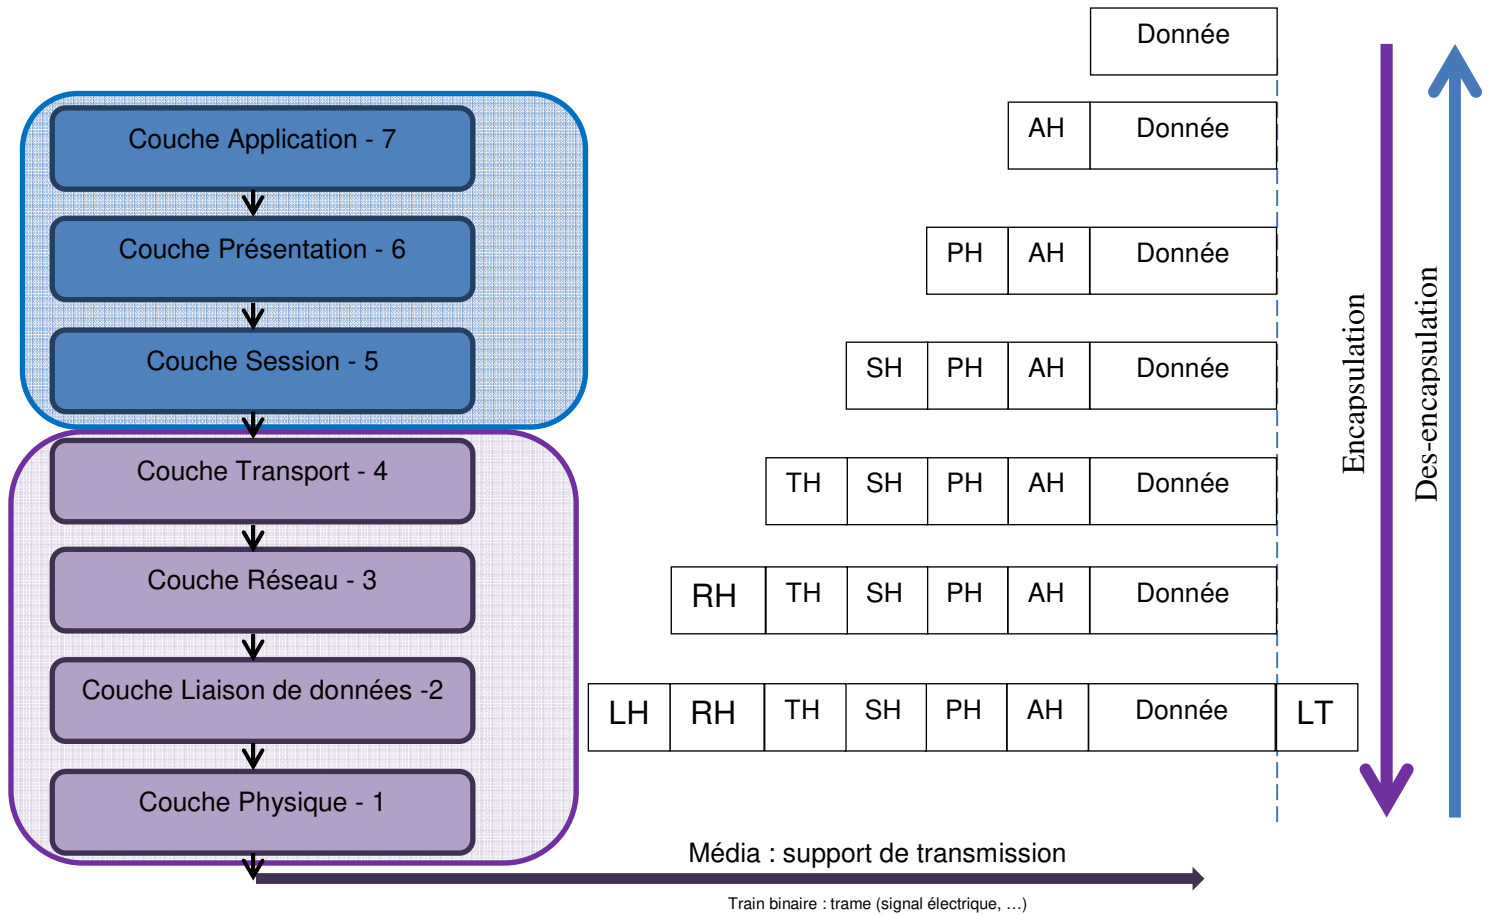 Donnée
Couche Application - 7
AH Donnée
Couche Présentation - 6
PH AH Donnée
Couche Session - 5
SH PH AH Donnée
Couche Transport - 4
TH SH PH AH Donnée
Couche Réseau - 3
RH TH SH PH AH Donnée
Couche Liaison de données -2
LH RH TH SH PH AH Donnée LT
Couche Physique - 1
Encapsulation
Des-encapsulation
Média : support de transmission
Train binaire : trame (signal électrique, …)